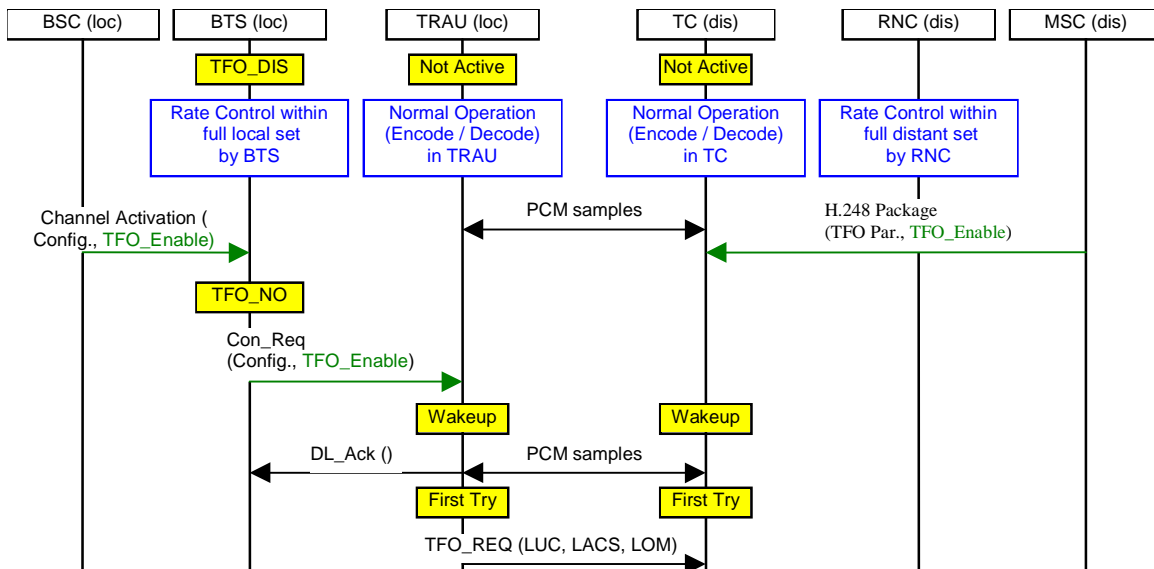 BSC (loc)
BTS (loc)
TRAU (loc)
TC (dis)
RNC (dis)
MSC (dis)
TFO_DIS
Not Active
Not Active
Rate Control within
full local set
by BTS
Normal Operation
(Encode / Decode)
in TRAU
Normal Operation
(Encode / Decode)
in TC
Rate Control within
full distant set
by RNC
Channel Activation (
Config., TFO_Enable)
PCM samples
H.248 Package
(TFO Par., TFO_Enable)
TFO_NO
Con_Req
(Config., TFO_Enable)
Wakeup
Wakeup
DL_Ack ()
PCM samples
First Try
First Try
TFO_REQ (LUC, LACS, LOM)